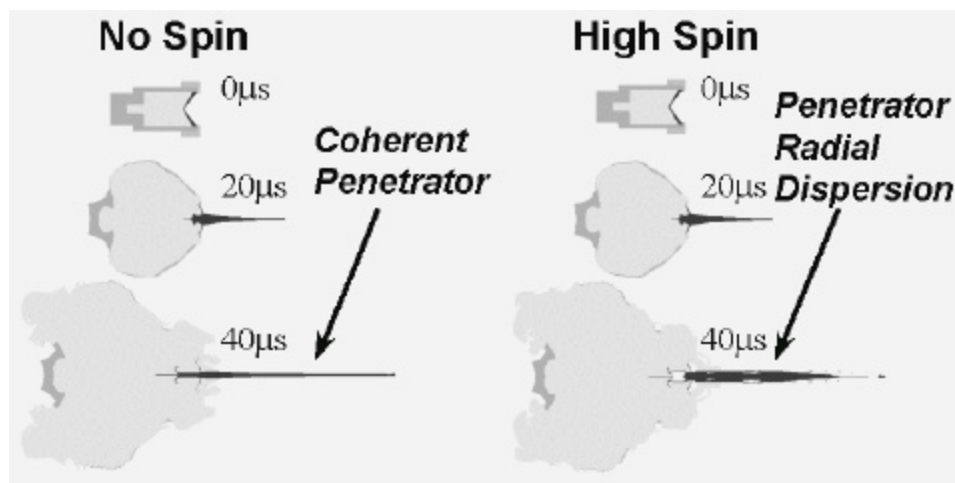 No Spin
0μs
Coherent
Penetrator
20μs
40μs
High Spin
0μs
Penetrator
Radial
Dispersion
20μs
40μs